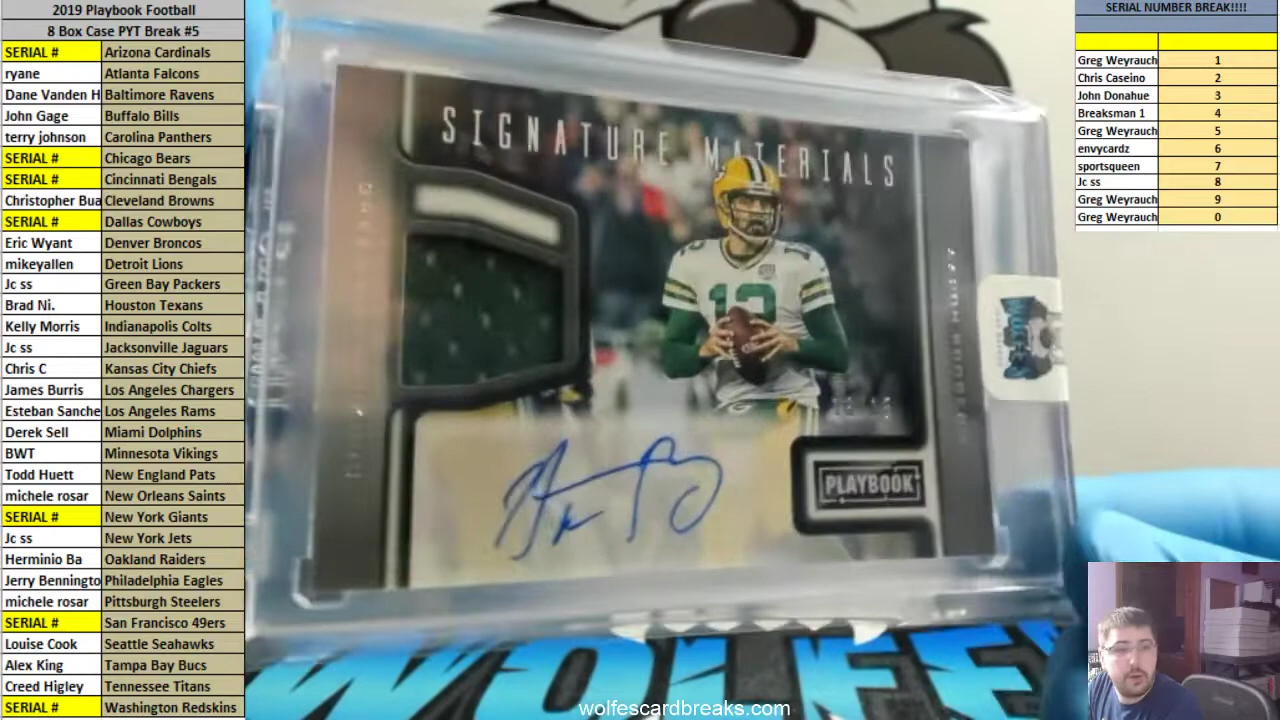 2019 Playbook Football
8 Box Case PYT Break #5
SERIAL # Arizona Cardinals
ryane Atlanta Falcons
Dane Vanden H Baltimore Ravens
John Gage Buffalo Bills
terry johnson Carolina Panthers
SERIAL # Chicago Bears
SERIAL # Cincinnati Bengals
Christopher Bua Cleveland Browns
SERIAL # Dallas Cowboys
Eric Wyant Denver Broncos
mikeyallen Detroit Lions
Jc ss Green Bay Packers
Brad Ni. Houston Texans
Kelly Morris Indianapolis Colts
Jc ss Jacksonville Jaguars
Chris C Kansas City Chiefs
James Burris Los Angeles Chargers
Esteban Sanche Los Angeles Rams
Derek Sell Miami Dolphins
BWT Minnesota Vikings
Todd Huett New England Pats
michele rosar New Orleans Saints
SERIAL # New York Giants
Jc ss New York Jets
Herminio Ba Oakland Raiders
Jerry Bennington Philadelphia Eagles
michele rosar Pittsburgh Steelers
SERIAL # San Francisco 49ers
Louise Cook Seattle Seahawks
Alex King Tampa Bay Bucs
Creed Higley Tennessee Titans
SERIAL # Washington Redskins
SIGNATURE MATERIALS
12
PLAYBOOK
WOLFE
wolfescardbreaks.com
SERIAL NUMBER BREAK!!!!
Greg Weyrauch 1
Chris Caseino 2
John Donahue 3
Breaksman 1 4
Greg Weyrauch 5
envycardz 6
sportsqueen 7
Jc ss 8
Greg Weyrauch 9
Greg Weyrauch 0